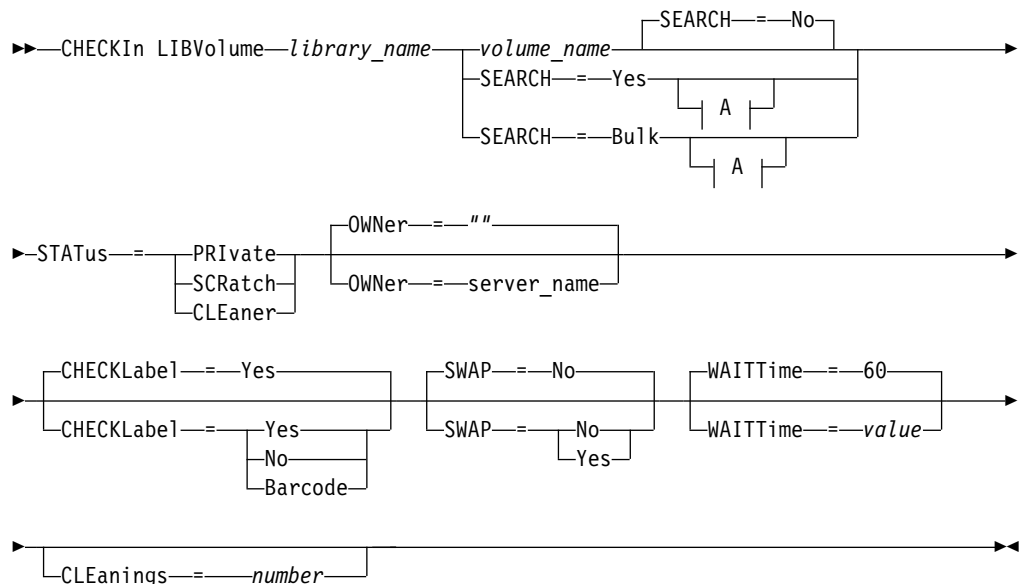 SEARCH = No
CHECKIn LIBVolume library_name volume_name
SEARCH = Yes
A
SEARCH = Bulk
A
OWNer = ""
STATus = PRIvate
SCRatch OWNer = server_name
CLEaner
CHECKLabel = Yes SWAP = No WAITTime = 60
CHECKLabel = Yes SWAP = No WAITTime = value
No Yes
Barcode
CLEanings = number